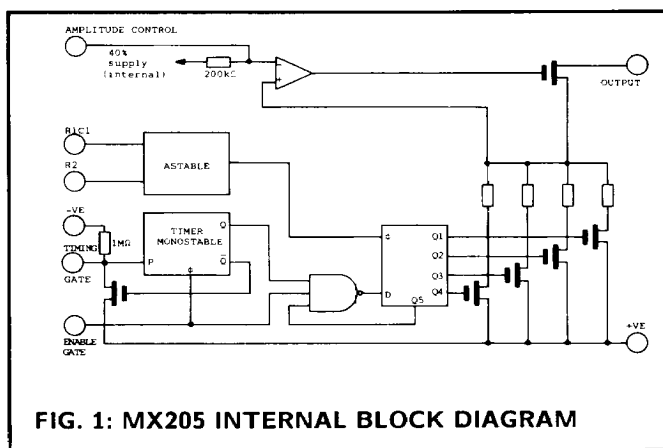 AMPLITUDE CONTROL
40%
supply
(internal)
200kΩ
OUTPUT
R1C1
R2
ASTABLE
-VE
1MΩ
TIMING
GATE
TIMER
MONOSTABLE
Q
Q̅
P
¢
ENABLE
GATE
¢
D
Q1
Q2
Q3
Q4
Q5
+VE
FIG. 1: MX205 INTERNAL BLOCK DIAGRAM